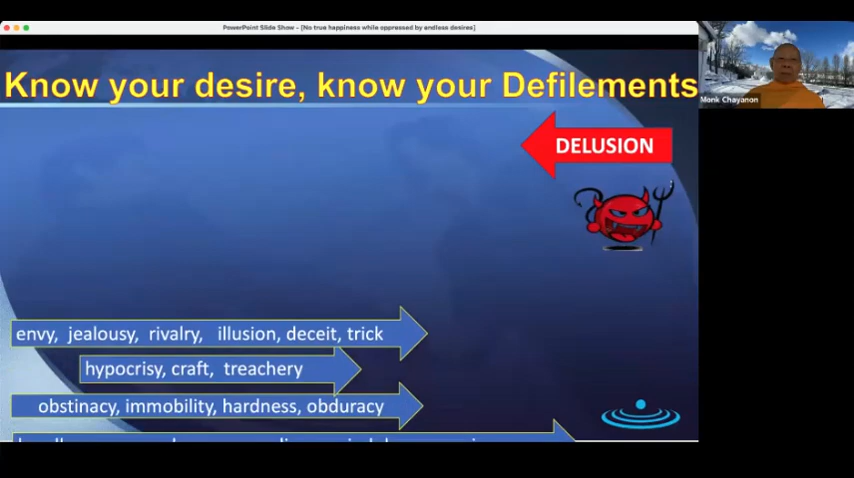 PowerPoint Slide Show - [No true happiness while oppressed by endless desires]
Know your desire, know your Defilements
Monk Chayanon
DELUSION
envy, jealousy, rivalry, illusion, deceit, trick
hypocrisy, craft, treachery
obstinacy, immobility, hardness, obduracy